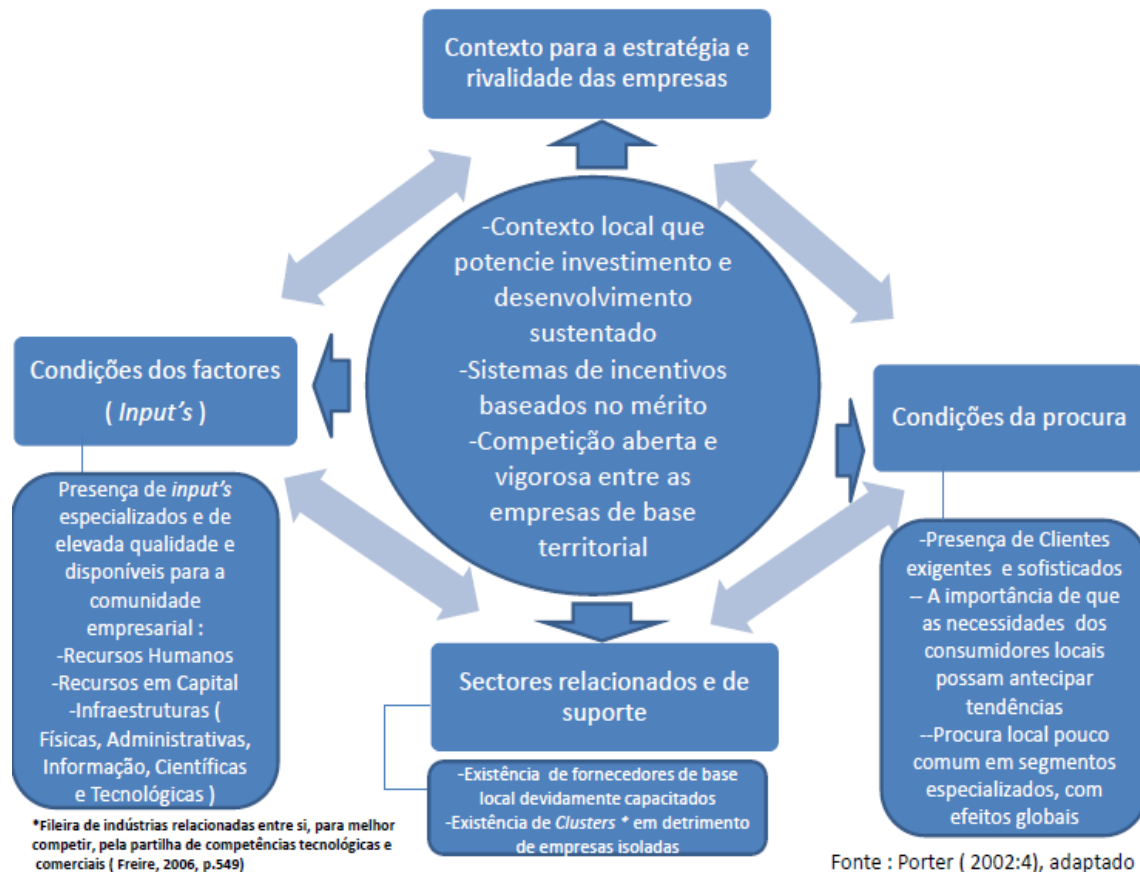 Contexto para a estratégia e
rivalidade das empresas
-Contexto local que
potencie investimento e
desenvolvimento
sustentado
-Sistemas de incentivos
baseados no mérito
-Competição aberta e
vigorosa entre as
empresas de base
territorial
Condições dos factores
( Input’s )
Presença de input’s
especializados e de
elevada qualidade e
disponíveis para a
comunidade
empresarial :
-Recursos Humanos
-Recursos em Capital
-Infraestruturas (
Físicas, Administrativas,
Informação, Científicas
e Tecnológicas )
Condições da procura
-Presença de Clientes
exigentes e sofisticados
-- A importância de que
as necessidades dos
consumidores locais
possam antecipar
tendências
--Procura local pouco
comum em segmentos
especializados, com
efeitos globais
Sectores relacionados e de
suporte
-Existência de fornecedores de base
local devidamente capacitados
-Existência de Clusters * em detrimento
de empresas isoladas
*Fileira de indústrias relacionadas entre si, para melhor
competir, pela partilha de competências tecnológicas e
comerciais ( Freire, 2006, p.549)
Fonte : Porter ( 2002:4), adaptado